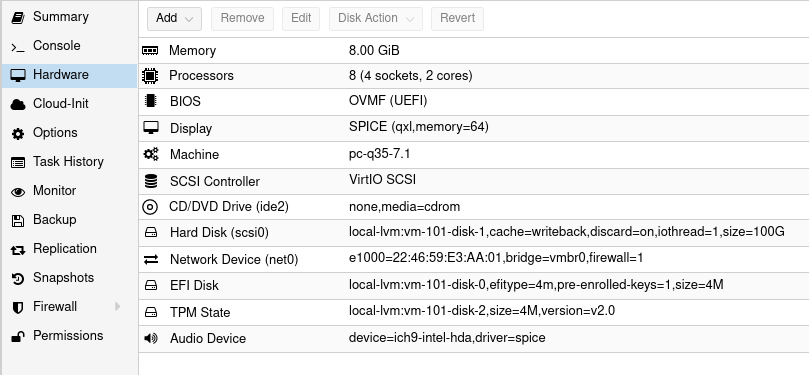 Summary
Console
Hardware
Cloud-Init
Options
Task History
Monitor
Backup
Replication
Snapshots
Firewall
Permissions
Add Remove Edit Disk Action Revert
Memory 8.00 GiB
Processors 8 (4 sockets, 2 cores)
BIOS OVMF (UEFI)
Display SPICE (qxl,memory=64)
Machine pc-q35-7.1
SCSI Controller VirtIO SCSI
CD/DVD Drive (ide2) none,media=cdrom
Hard Disk (scsi0) local-lvm:vm-101-disk-1,cache=writeback,discard=on,iothread=1,size=100G
Network Device (net0) e1000=22:46:59:E3:AA:01,bridge=vmbr0,firewall=1
EFI Disk local-lvm:vm-101-disk-0,efitype=4m,pre-enrolled-keys=1,size=4M
TPM State local-lvm:vm-101-disk-2,size=4M,version=v2.0
Audio Device device=ich9-intel-hda,driver=spice